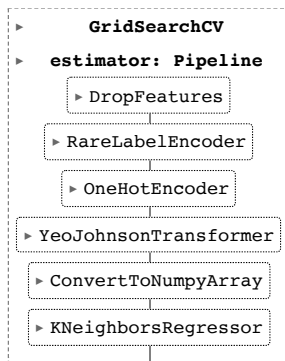 ▸ GridSearchCV
▸ estimator: Pipeline
▸ DropFeatures
▸ RareLabelEncoder
▸ OneHotEncoder
▸ YeoJohnsonTransformer
▸ ConvertToNumpyArray
▸ KNeighborsRegressor